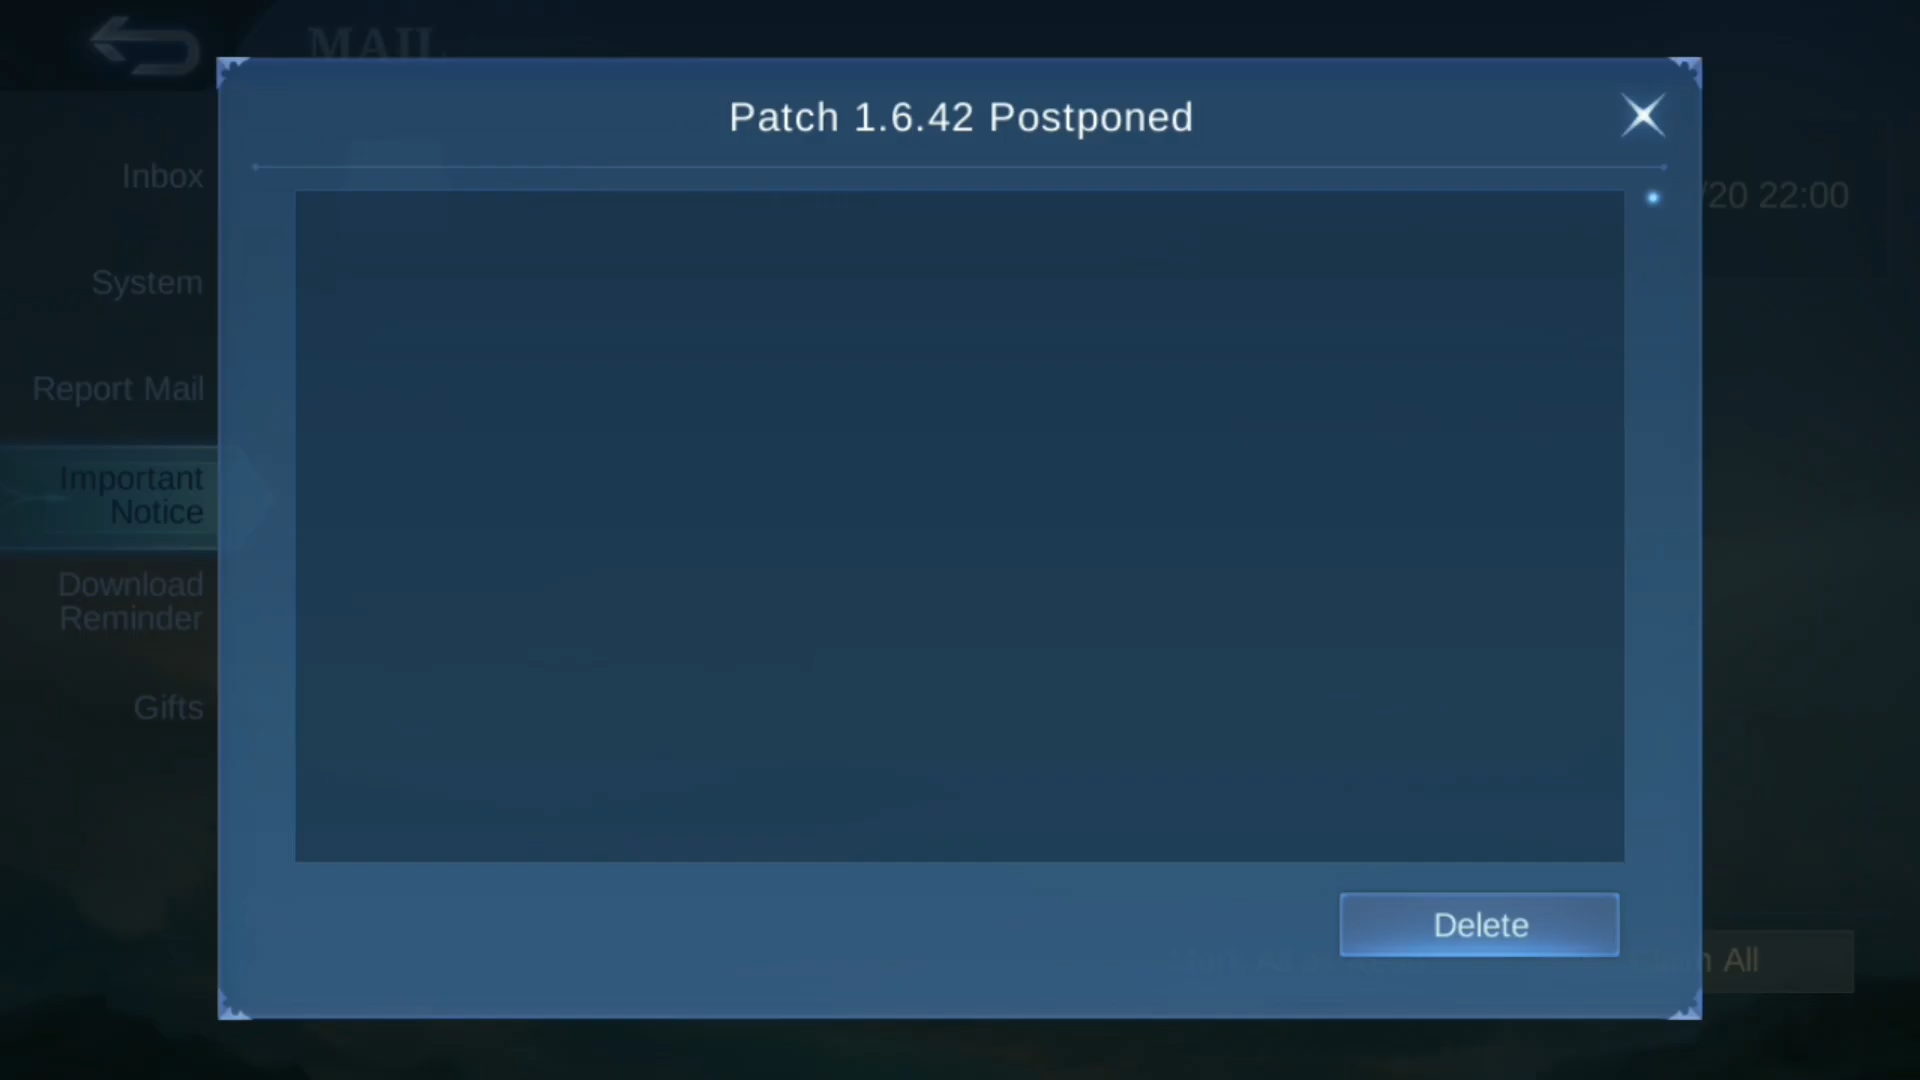 MAIL
Patch 1.6.42 Postponed
Inbox
/20 22:00
System
Report Mail
Important
Notice
Download
Reminder
Gifts
Delete
All